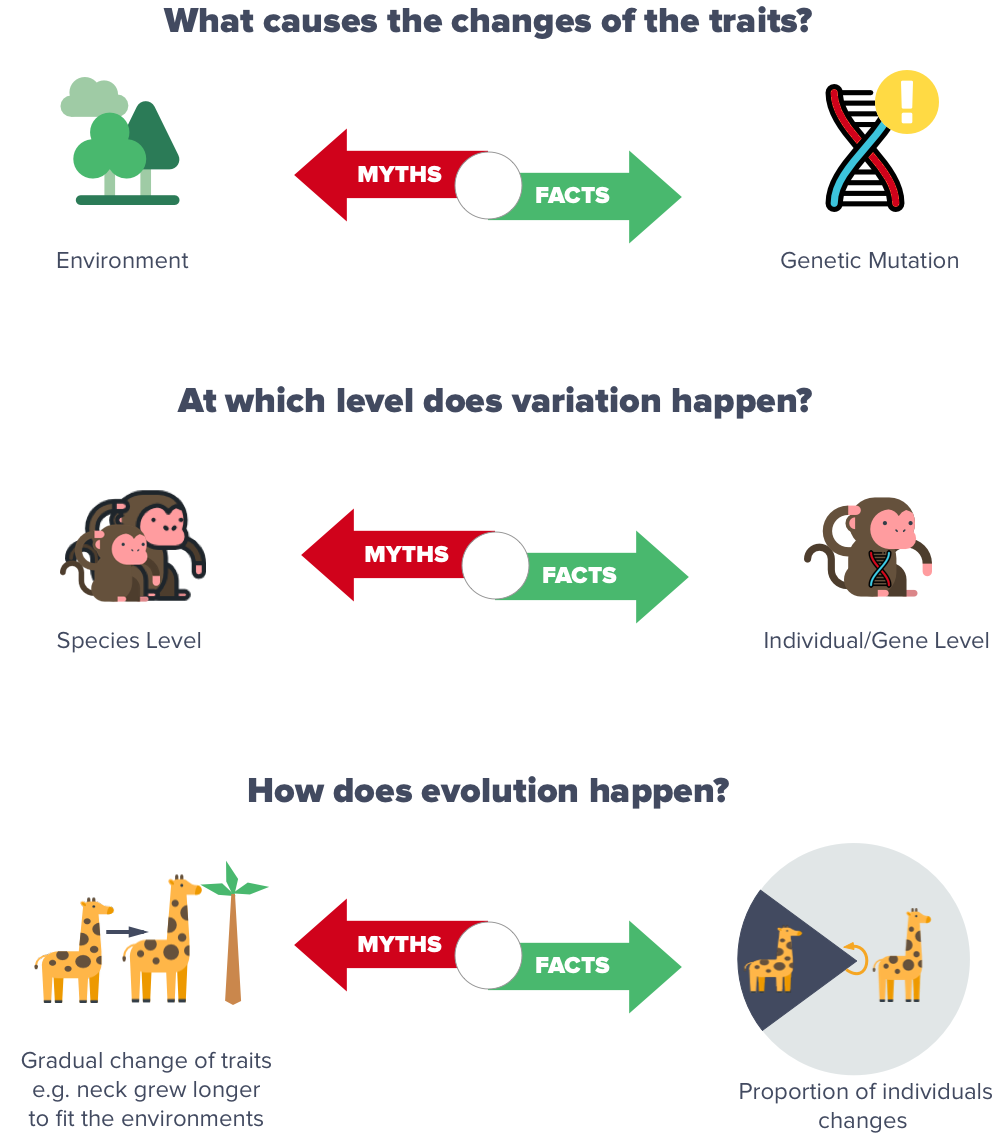 What causes the changes of the traits?
MYTHS
FACTS
Environment
Genetic Mutation
At which level does variation happen?
MYTHS
FACTS
Species Level
Individual/Gene Level
How does evolution happen?
MYTHS
FACTS
Gradual change of traits
e.g. neck grew longer
to fit the environments
Proportion of individuals
changes